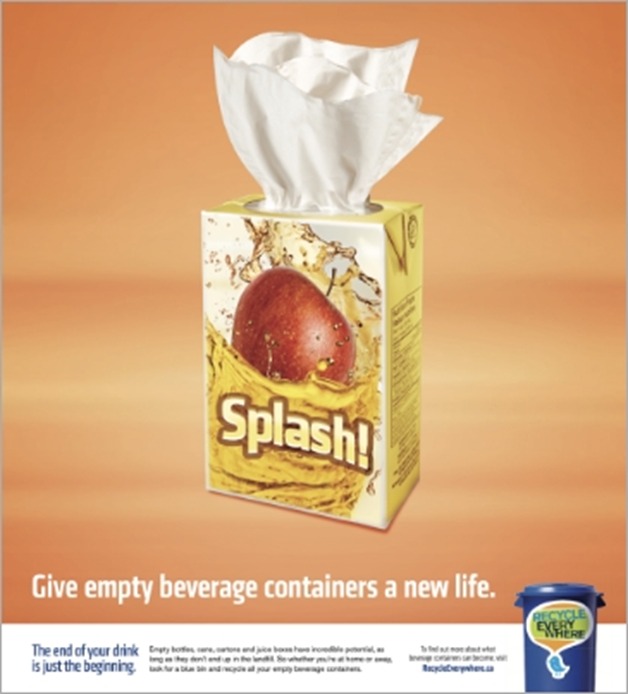 Splash!
Give empty beverage containers a new life.
The end of your drink
is just the beginning.
Empty bottles, cans, cartons and juice boxes have incredible potential, as
long as they don't end up in the landfill. So whether you're at home or away,
look for a blue bin and recycle all your empty beverage containers.
To find out more about what
beverage containers can become, visit
RecycleEverywhere.ca
RECYCLE
EVERY
WHERE